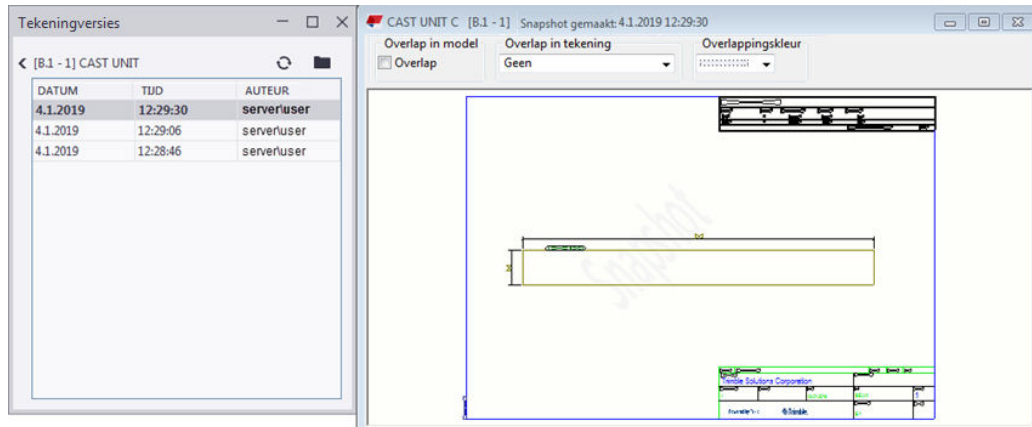 Tekeningversies
[B.1 - 1] CAST UNIT
DATUM TIJD AUTEUR
4.1.2019 12:29:30 server\user
4.1.2019 12:29:06 server\user
4.1.2019 12:28:46 server\user
CAST UNIT C [B.1 - 1] Snapshot gemaakt: 4.1.2019 12:29:30
Overlap in model Overlap in tekening Overlappingskleur
Overlap Geen
Snapshot
Trimble Solutions Corporation
1
Trimble